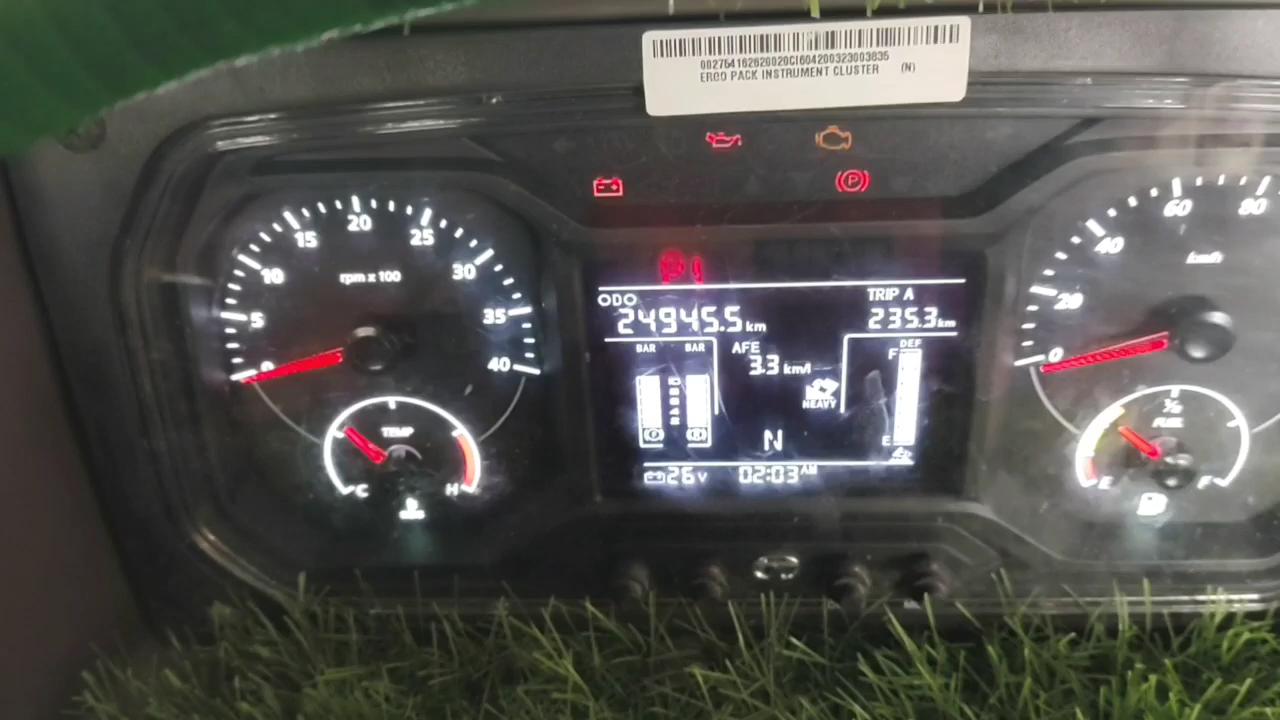 002754162620020CI604200323003835
ERGO PACK INSTRUMENT CLUSTER (N)
0 5 10 15 20 25 30 35 40
rpm x 100
TEMP
C H
ODO
24945.5 km
TRIP A
235.3 km
BAR BAR
AFE
3.3 km/l
HEAVY
DEF
F
E
N
26 V
02:03 AM
0 20 40 60 80
km/h
1/2
FUEL
E F
P